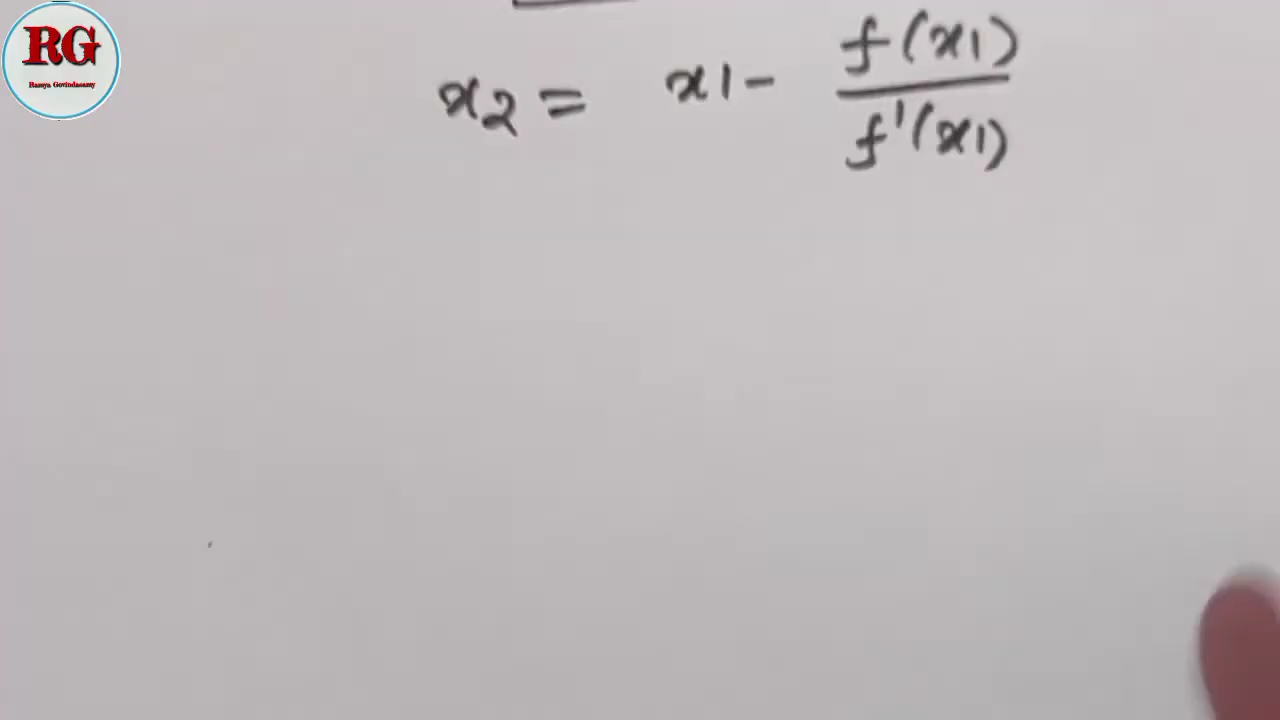 RG
Ramya Govindasamy
x2 = x1 - f(x1) / f'(x1)